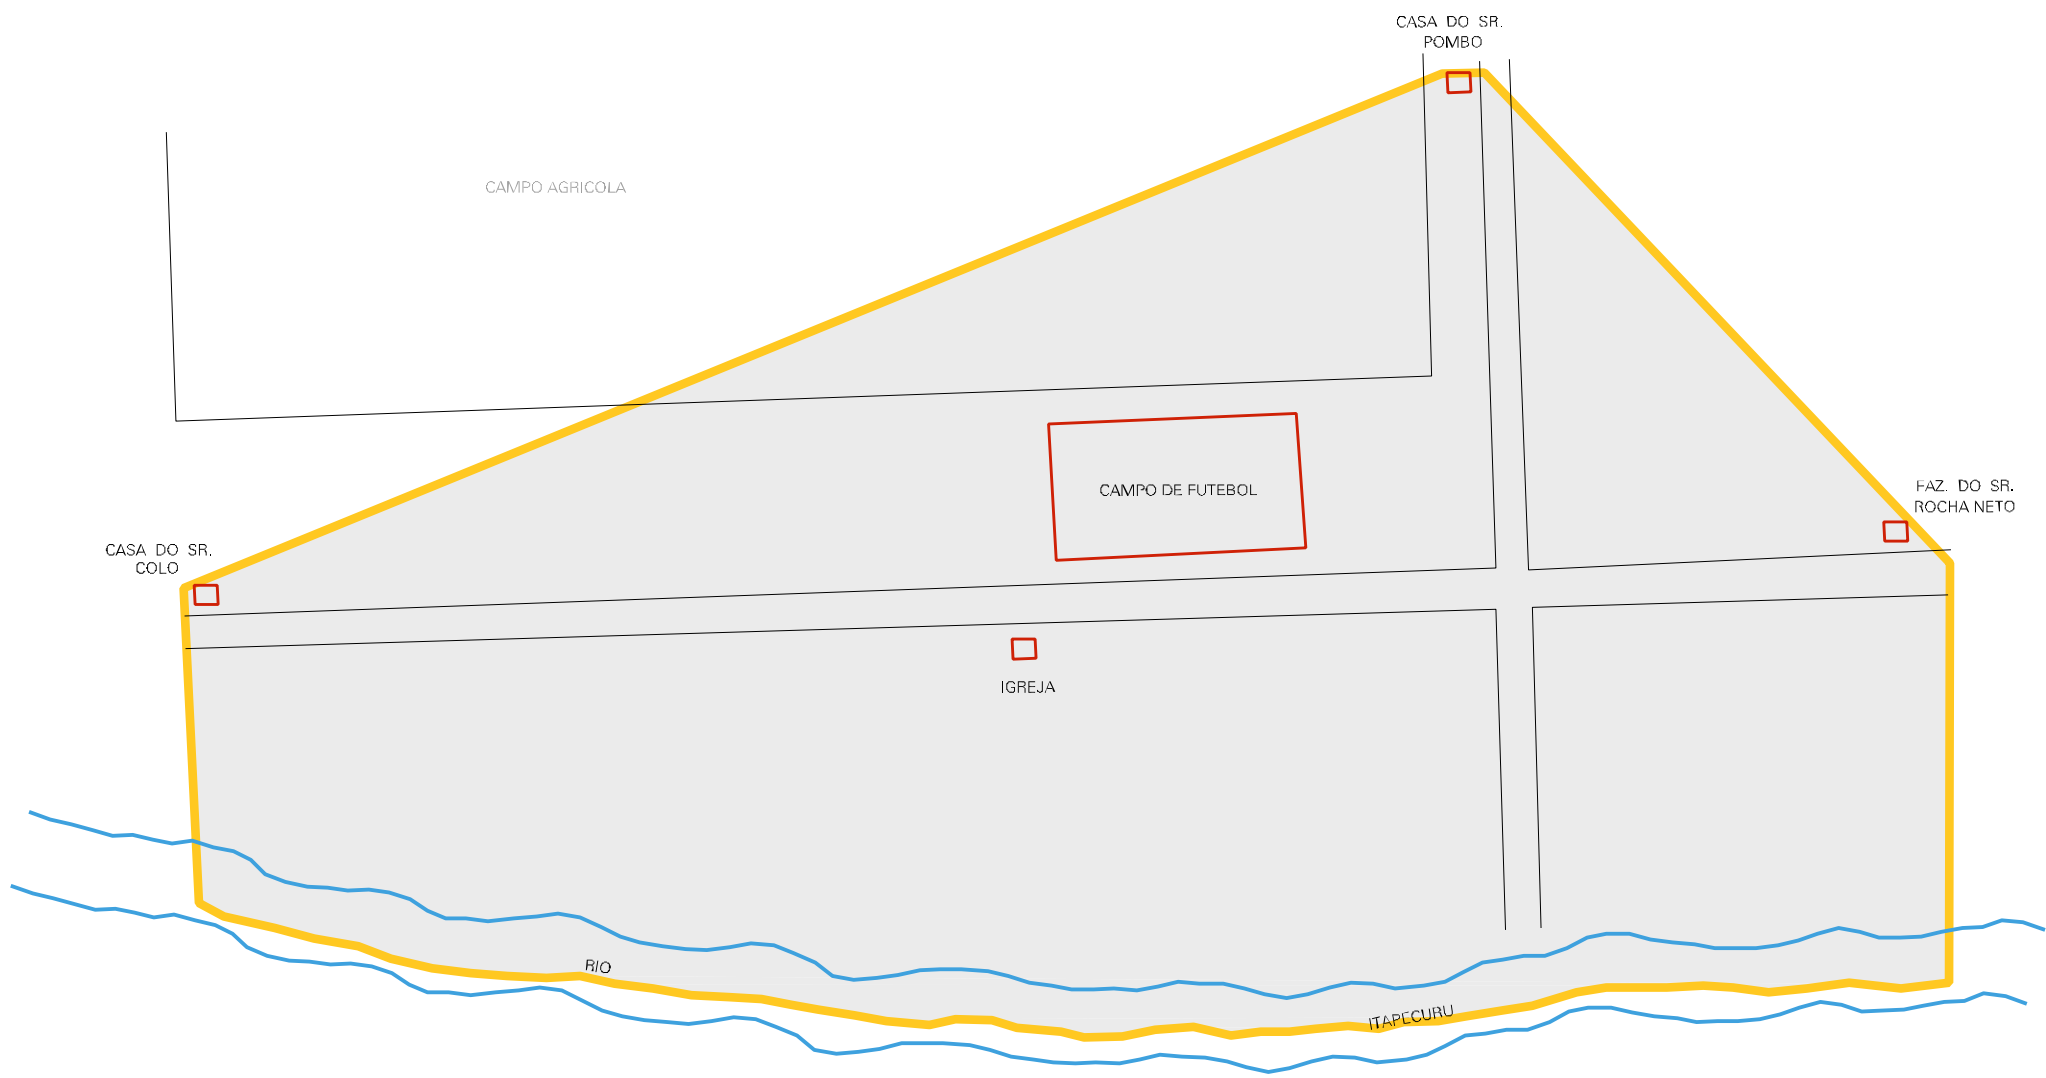 CASA DO SR.
POMBO
CAMPO AGRICOLA
CAMPO DE FUTEBOL
FAZ. DO SR.
ROCHA NETO
CASA DO SR.
COLO
IGREJA
RIO
ITAPECURU